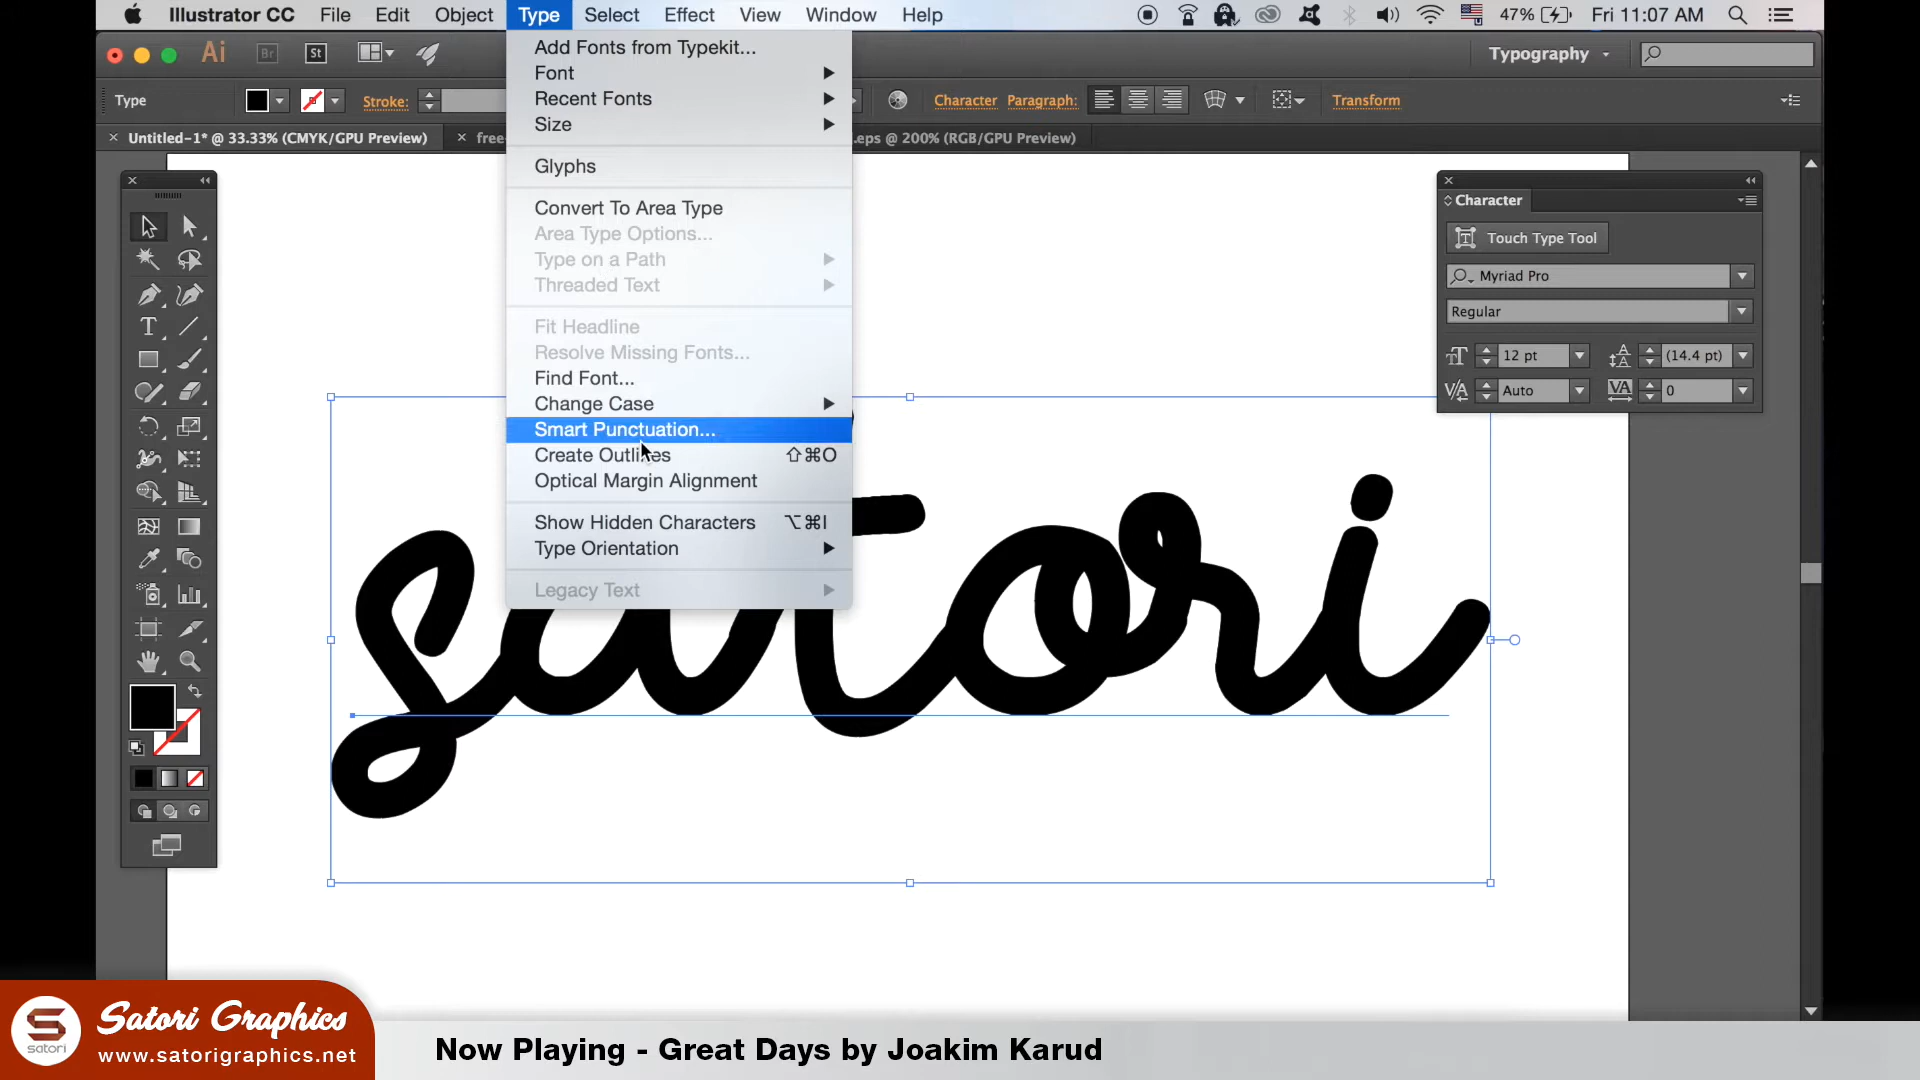 Illustrator CC File Edit Object Type Select Effect View Window Help 47% Fri 11:07 AM
Ai Br St Typography
Type Stroke: Character Paragraph: Transform
Untitled-1* @ 33.33% (CMYK/GPU Preview) free .eps @ 200% (RGB/GPU Preview)
Add Fonts from Typekit...
Font
Recent Fonts
Size
Glyphs
Convert To Area Type
Area Type Options...
Type on a Path
Threaded Text
Fit Headline
Resolve Missing Fonts...
Find Font...
Change Case
Smart Punctuation...
Create Outlines ⇧⌘O
Optical Margin Alignment
Show Hidden Characters ⌥⌘I
Type Orientation
Legacy Text
Character
Touch Type Tool
Myriad Pro
Regular
12 pt (14.4 pt)
Auto 0
satori
satori
Satori Graphics
www.satorigraphics.net
Now Playing - Great Days by Joakim Karud